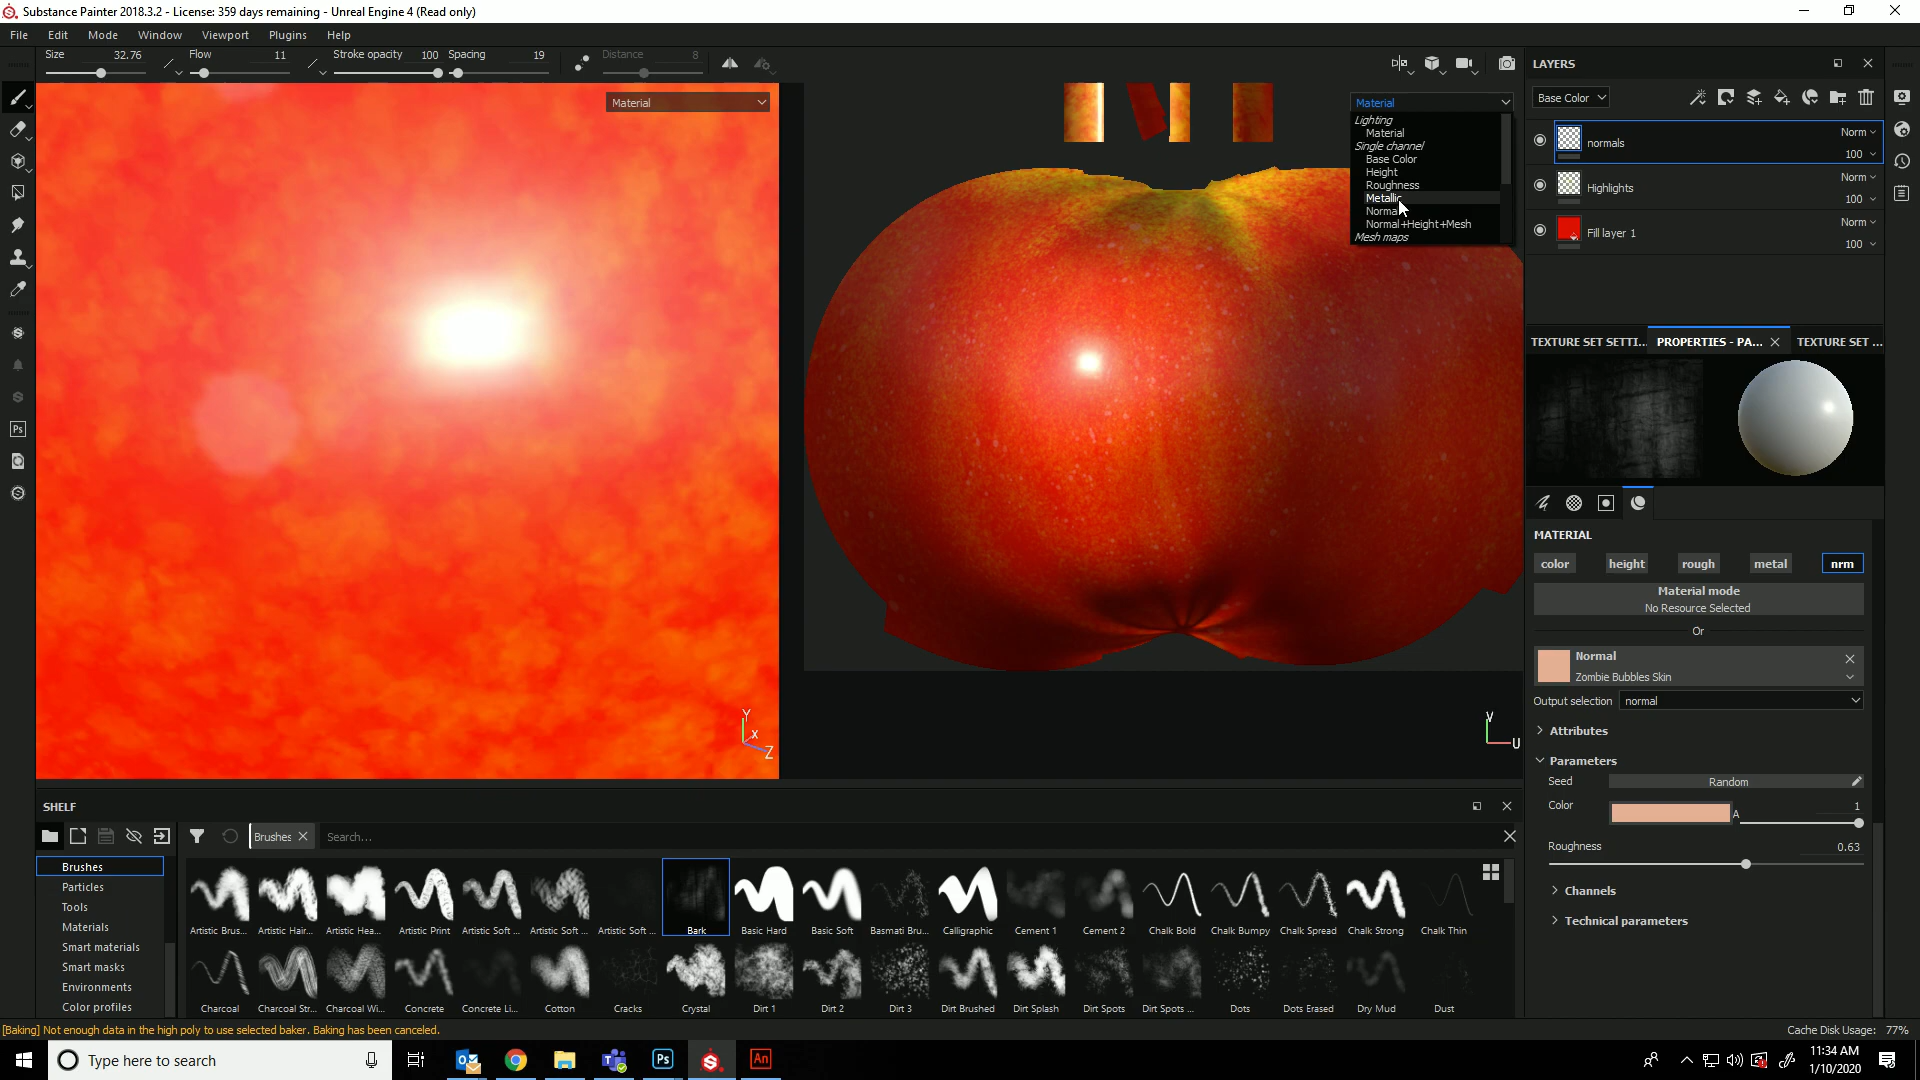 Substance Painter 2018.3.2 - License: 359 days remaining - Unreal Engine 4 (Read only)
File Edit Mode Window Viewport Plugins Help
Size 32.76 Flow 11 Stroke opacity 100 Spacing 19 Distance 8
Material
Material
Lighting
Material
Single channel
Base Color
Height
Roughness
Metallic
Normal
Normal+Height+Mesh
Mesh maps
Y
X
Z
V
U
LAYERS
Base Color
normals Norm 100
Highlights Norm 100
Fill layer 1 Norm 100
TEXTURE SET SETTI... PROPERTIES - PA... TEXTURE SET ...
MATERIAL
color height rough metal nrm
Material mode
No Resource Selected
Or
Normal
Zombie Bubbles Skin
Output selection normal
Attributes
Parameters
Seed Random
Color A 1
Roughness 0.63
Channels
Technical parameters
SHELF
Brushes Search...
Brushes
Particles
Tools
Materials
Smart materials
Smart masks
Environments
Color profiles
Artistic Brus... Artistic Hair... Artistic Hea... Artistic Print Artistic Soft ... Artistic Soft ... Artistic Soft ... Bark Basic Hard Basic Soft Basmati Bru... Calligraphic Cement 1 Cement 2 Chalk Bold Chalk Bumpy Chalk Spread Chalk Strong Chalk Thin
Charcoal Charcoal Str... Charcoal Wi... Concrete Concrete Li... Cotton Cracks Crystal Dirt 1 Dirt 2 Dirt 3 Dirt Brushed Dirt Splash Dirt Spots Dirt Spots ... Dots Dots Erased Dry Mud Dust
[Baking] Not enough data in the high poly to use selected baker. Baking has been canceled.
Cache Disk Usage: 77%
Type here to search
Ps
Ps
An
11:34 AM
1/10/2020